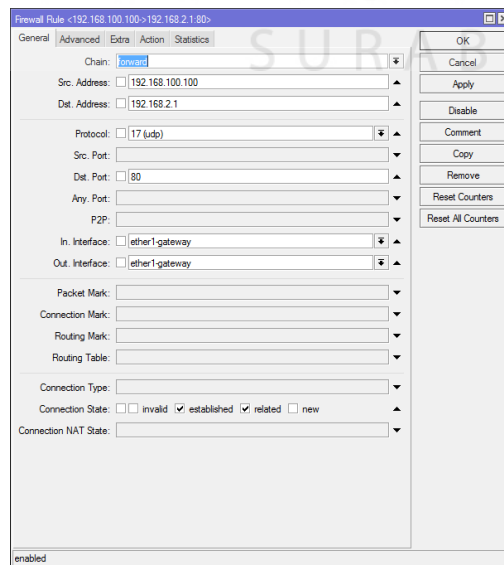 Firewall Rule <192.168.100.100->192.168.2.1:80>
General Advanced Extra Action Statistics
SURAB
Chain: forward
Src. Address: 192.168.100.100
Dst. Address: 192.168.2.1
Protocol: 17 (udp)
Src. Port:
Dst. Port: 80
Any. Port:
P2P:
In. Interface: ether1-gateway
Out. Interface: ether1-gateway
Packet Mark:
Connection Mark:
Routing Mark:
Routing Table:
Connection Type:
Connection State: invalid established related new
Connection NAT State:
OK
Cancel
Apply
Disable
Comment
Copy
Remove
Reset Counters
Reset All Counters
enabled